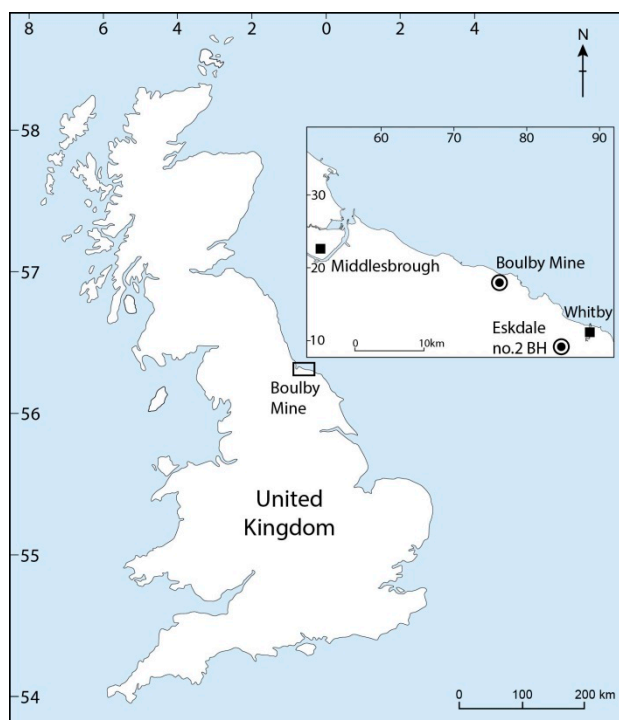 8 6 4 2 0 2 4
N
58
57
56
55
54
60 70 80 90
30
20
10
Boulby Mine
Middlesbrough
Whitby
Eskdale
no.2 BH
0 10km
Boulby
Mine
United
Kingdom
0 100 200 km